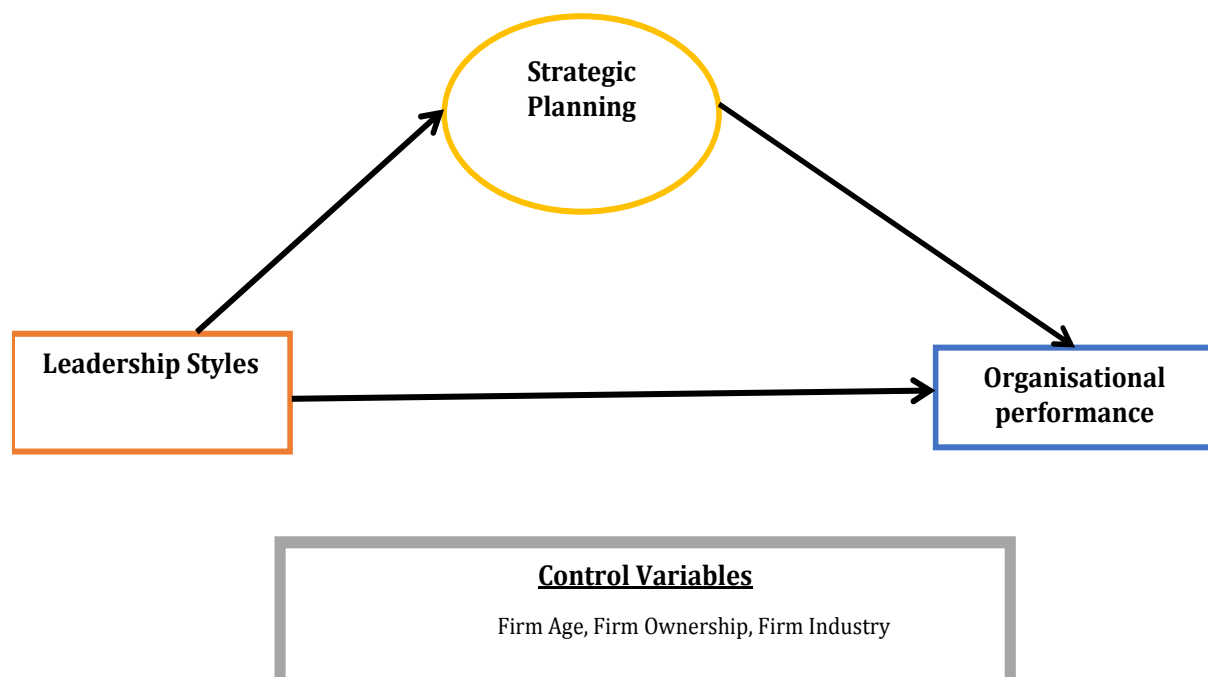 Strategic
Planning
Leadership Styles
Organisational
performance
Control Variables
Firm Age, Firm Ownership, Firm Industry